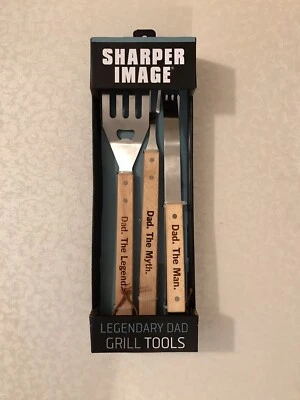 SHARPER
IMAGE®
Dad. The Legend.
Dad. The Myth.
Dad. The Man.
LEGENDARY DAD
GRILL TOOLS